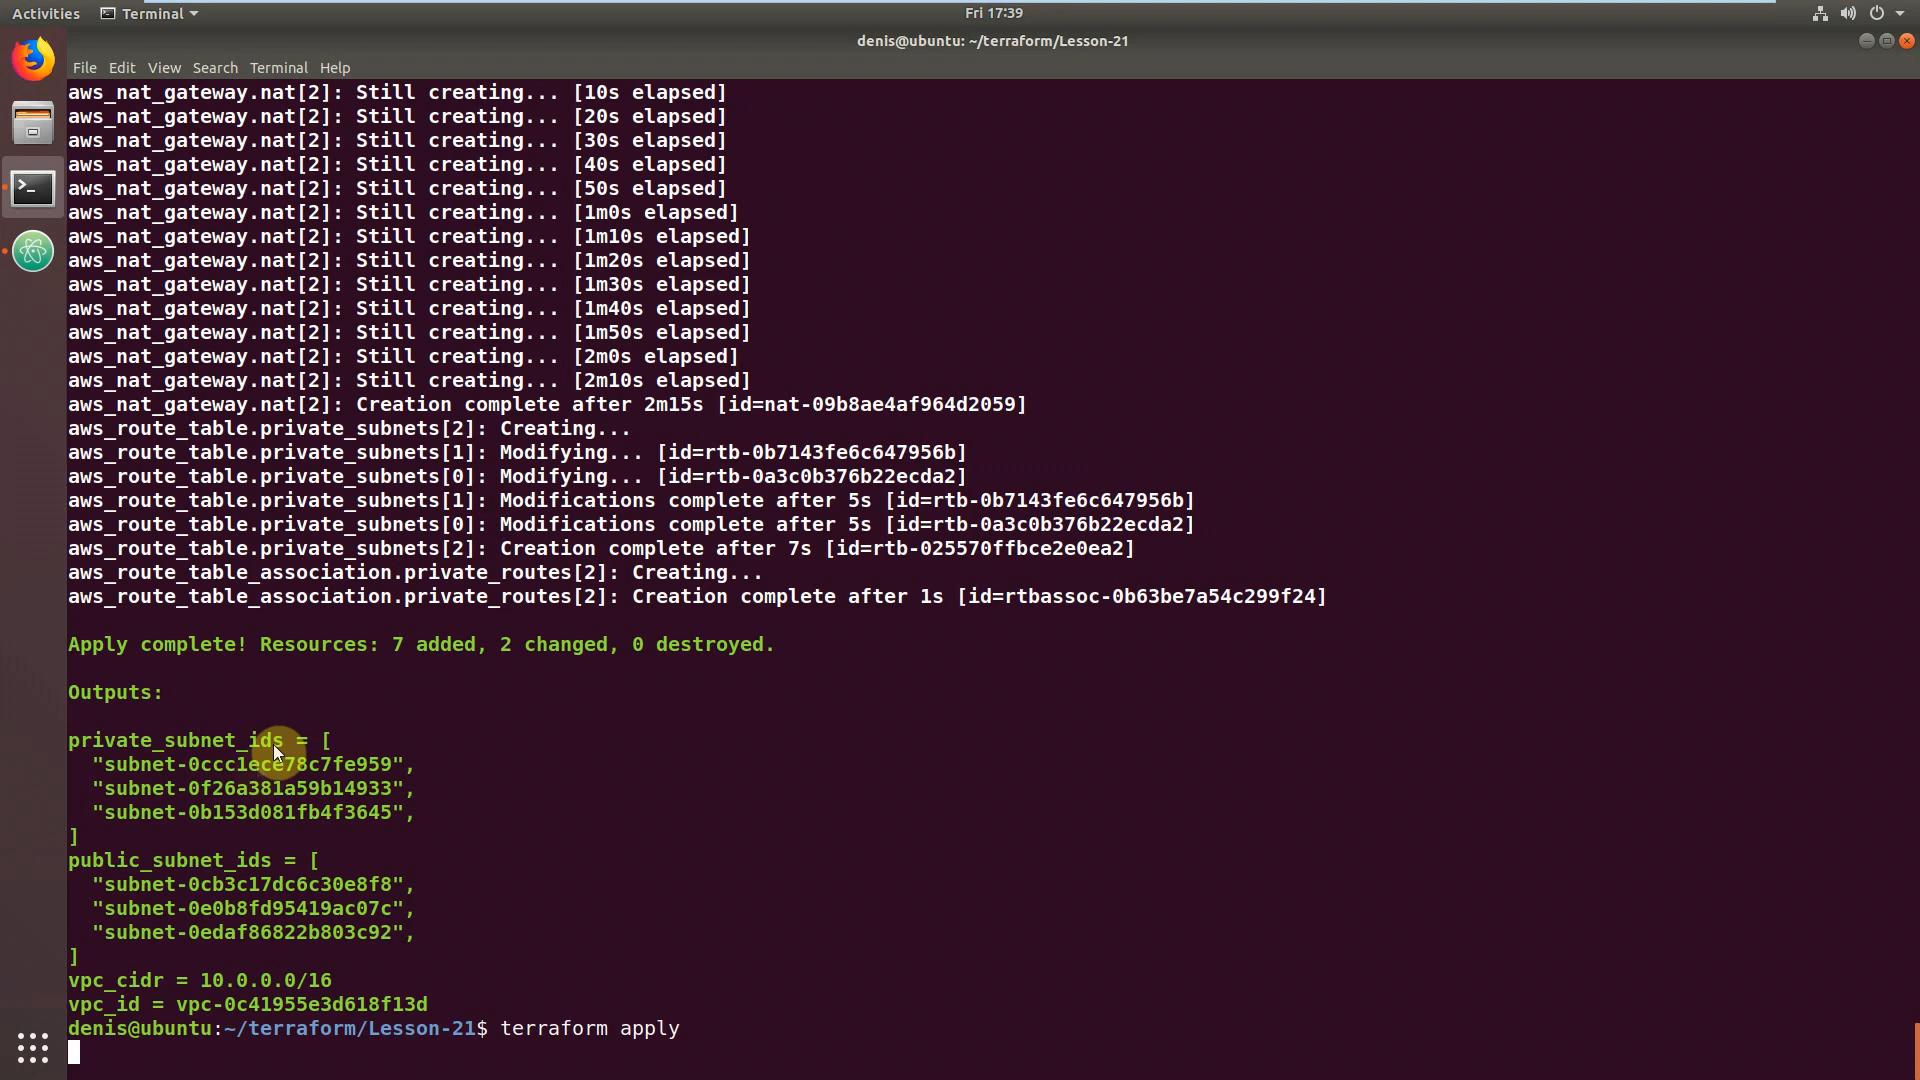 Activities Terminal Fri 17:39
denis@ubuntu: ~/terraform/Lesson-21
File Edit View Search Terminal Help
aws_nat_gateway.nat[2]: Still creating... [10s elapsed]
aws_nat_gateway.nat[2]: Still creating... [20s elapsed]
aws_nat_gateway.nat[2]: Still creating... [30s elapsed]
aws_nat_gateway.nat[2]: Still creating... [40s elapsed]
aws_nat_gateway.nat[2]: Still creating... [50s elapsed]
aws_nat_gateway.nat[2]: Still creating... [1m0s elapsed]
aws_nat_gateway.nat[2]: Still creating... [1m10s elapsed]
aws_nat_gateway.nat[2]: Still creating... [1m20s elapsed]
aws_nat_gateway.nat[2]: Still creating... [1m30s elapsed]
aws_nat_gateway.nat[2]: Still creating... [1m40s elapsed]
aws_nat_gateway.nat[2]: Still creating... [1m50s elapsed]
aws_nat_gateway.nat[2]: Still creating... [2m0s elapsed]
aws_nat_gateway.nat[2]: Still creating... [2m10s elapsed]
aws_nat_gateway.nat[2]: Creation complete after 2m15s [id=nat-09b8ae4af964d2059]
aws_route_table.private_subnets[2]: Creating...
aws_route_table.private_subnets[1]: Modifying... [id=rtb-0b7143fe6c647956b]
aws_route_table.private_subnets[0]: Modifying... [id=rtb-0a3c0b376b22ecda2]
aws_route_table.private_subnets[1]: Modifications complete after 5s [id=rtb-0b7143fe6c647956b]
aws_route_table.private_subnets[0]: Modifications complete after 5s [id=rtb-0a3c0b376b22ecda2]
aws_route_table.private_subnets[2]: Creation complete after 7s [id=rtb-025570ffbce2e0ea2]
aws_route_table_association.private_routes[2]: Creating...
aws_route_table_association.private_routes[2]: Creation complete after 1s [id=rtbassoc-0b63be7a54c299f24]
Apply complete! Resources: 7 added, 2 changed, 0 destroyed.
Outputs:
private_subnet_ids = [
"subnet-0ccc1ece78c7fe959",
"subnet-0f26a381a59b14933",
"subnet-0b153d081fb4f3645",
]
public_subnet_ids = [
"subnet-0cb3c17dc6c30e8f8",
"subnet-0e0b8fd95419ac07c",
"subnet-0edaf86822b803c92",
]
vpc_cidr = 10.0.0.0/16
vpc_id = vpc-0c41955e3d618f13d
denis@ubuntu:~/terraform/Lesson-21$ terraform apply